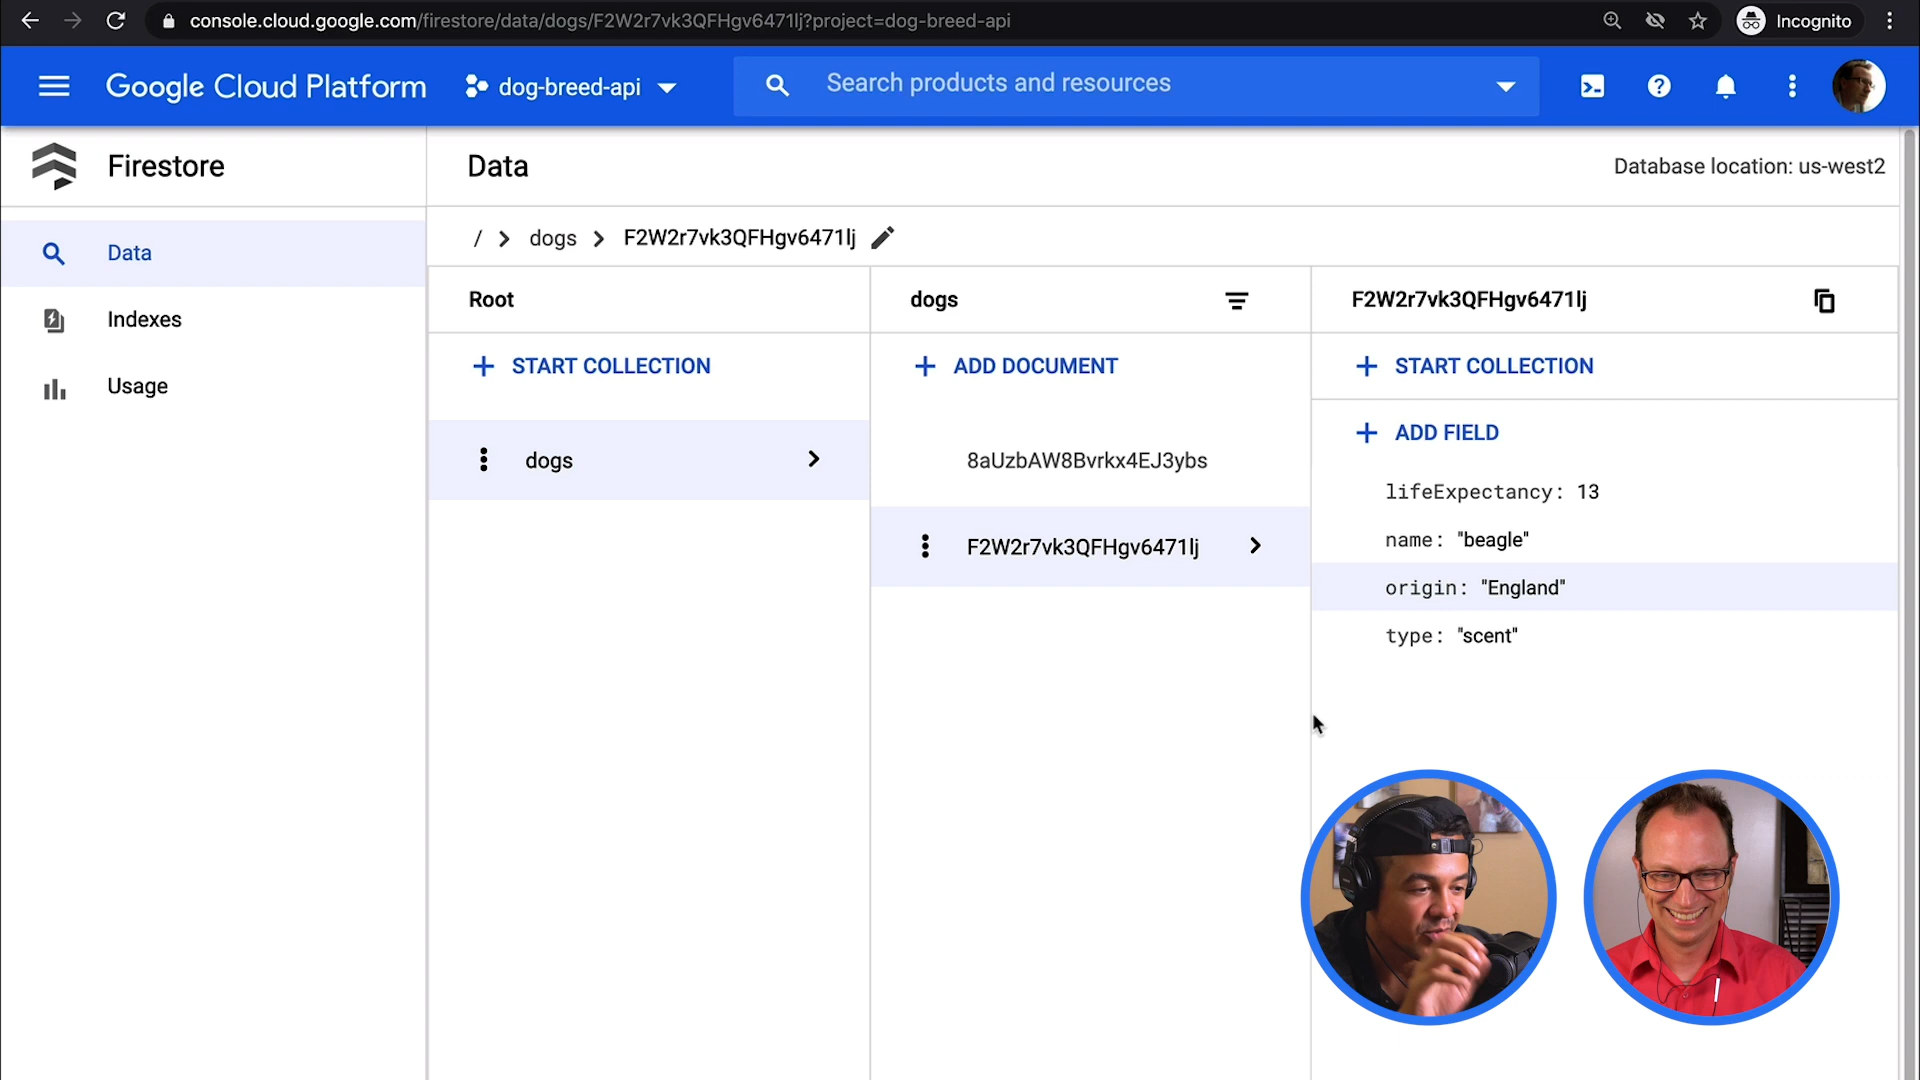 console.cloud.google.com/firestore/data/dogs/F2W2r7vk3QFHgv6471lj?project=dog-breed-api
Incognito
Google Cloud Platform
dog-breed-api
Search products and resources
Firestore
Data
Database location: us-west2
Data
Indexes
Usage
/ > dogs > F2W2r7vk3QFHgv6471lj
Root
+ START COLLECTION
dogs
dogs
+ ADD DOCUMENT
8aUzbAW8Bvrkx4EJ3ybs
F2W2r7vk3QFHgv6471lj
F2W2r7vk3QFHgv6471lj
+ START COLLECTION
+ ADD FIELD
lifeExpectancy: 13
name: "beagle"
origin: "England"
type: "scent"